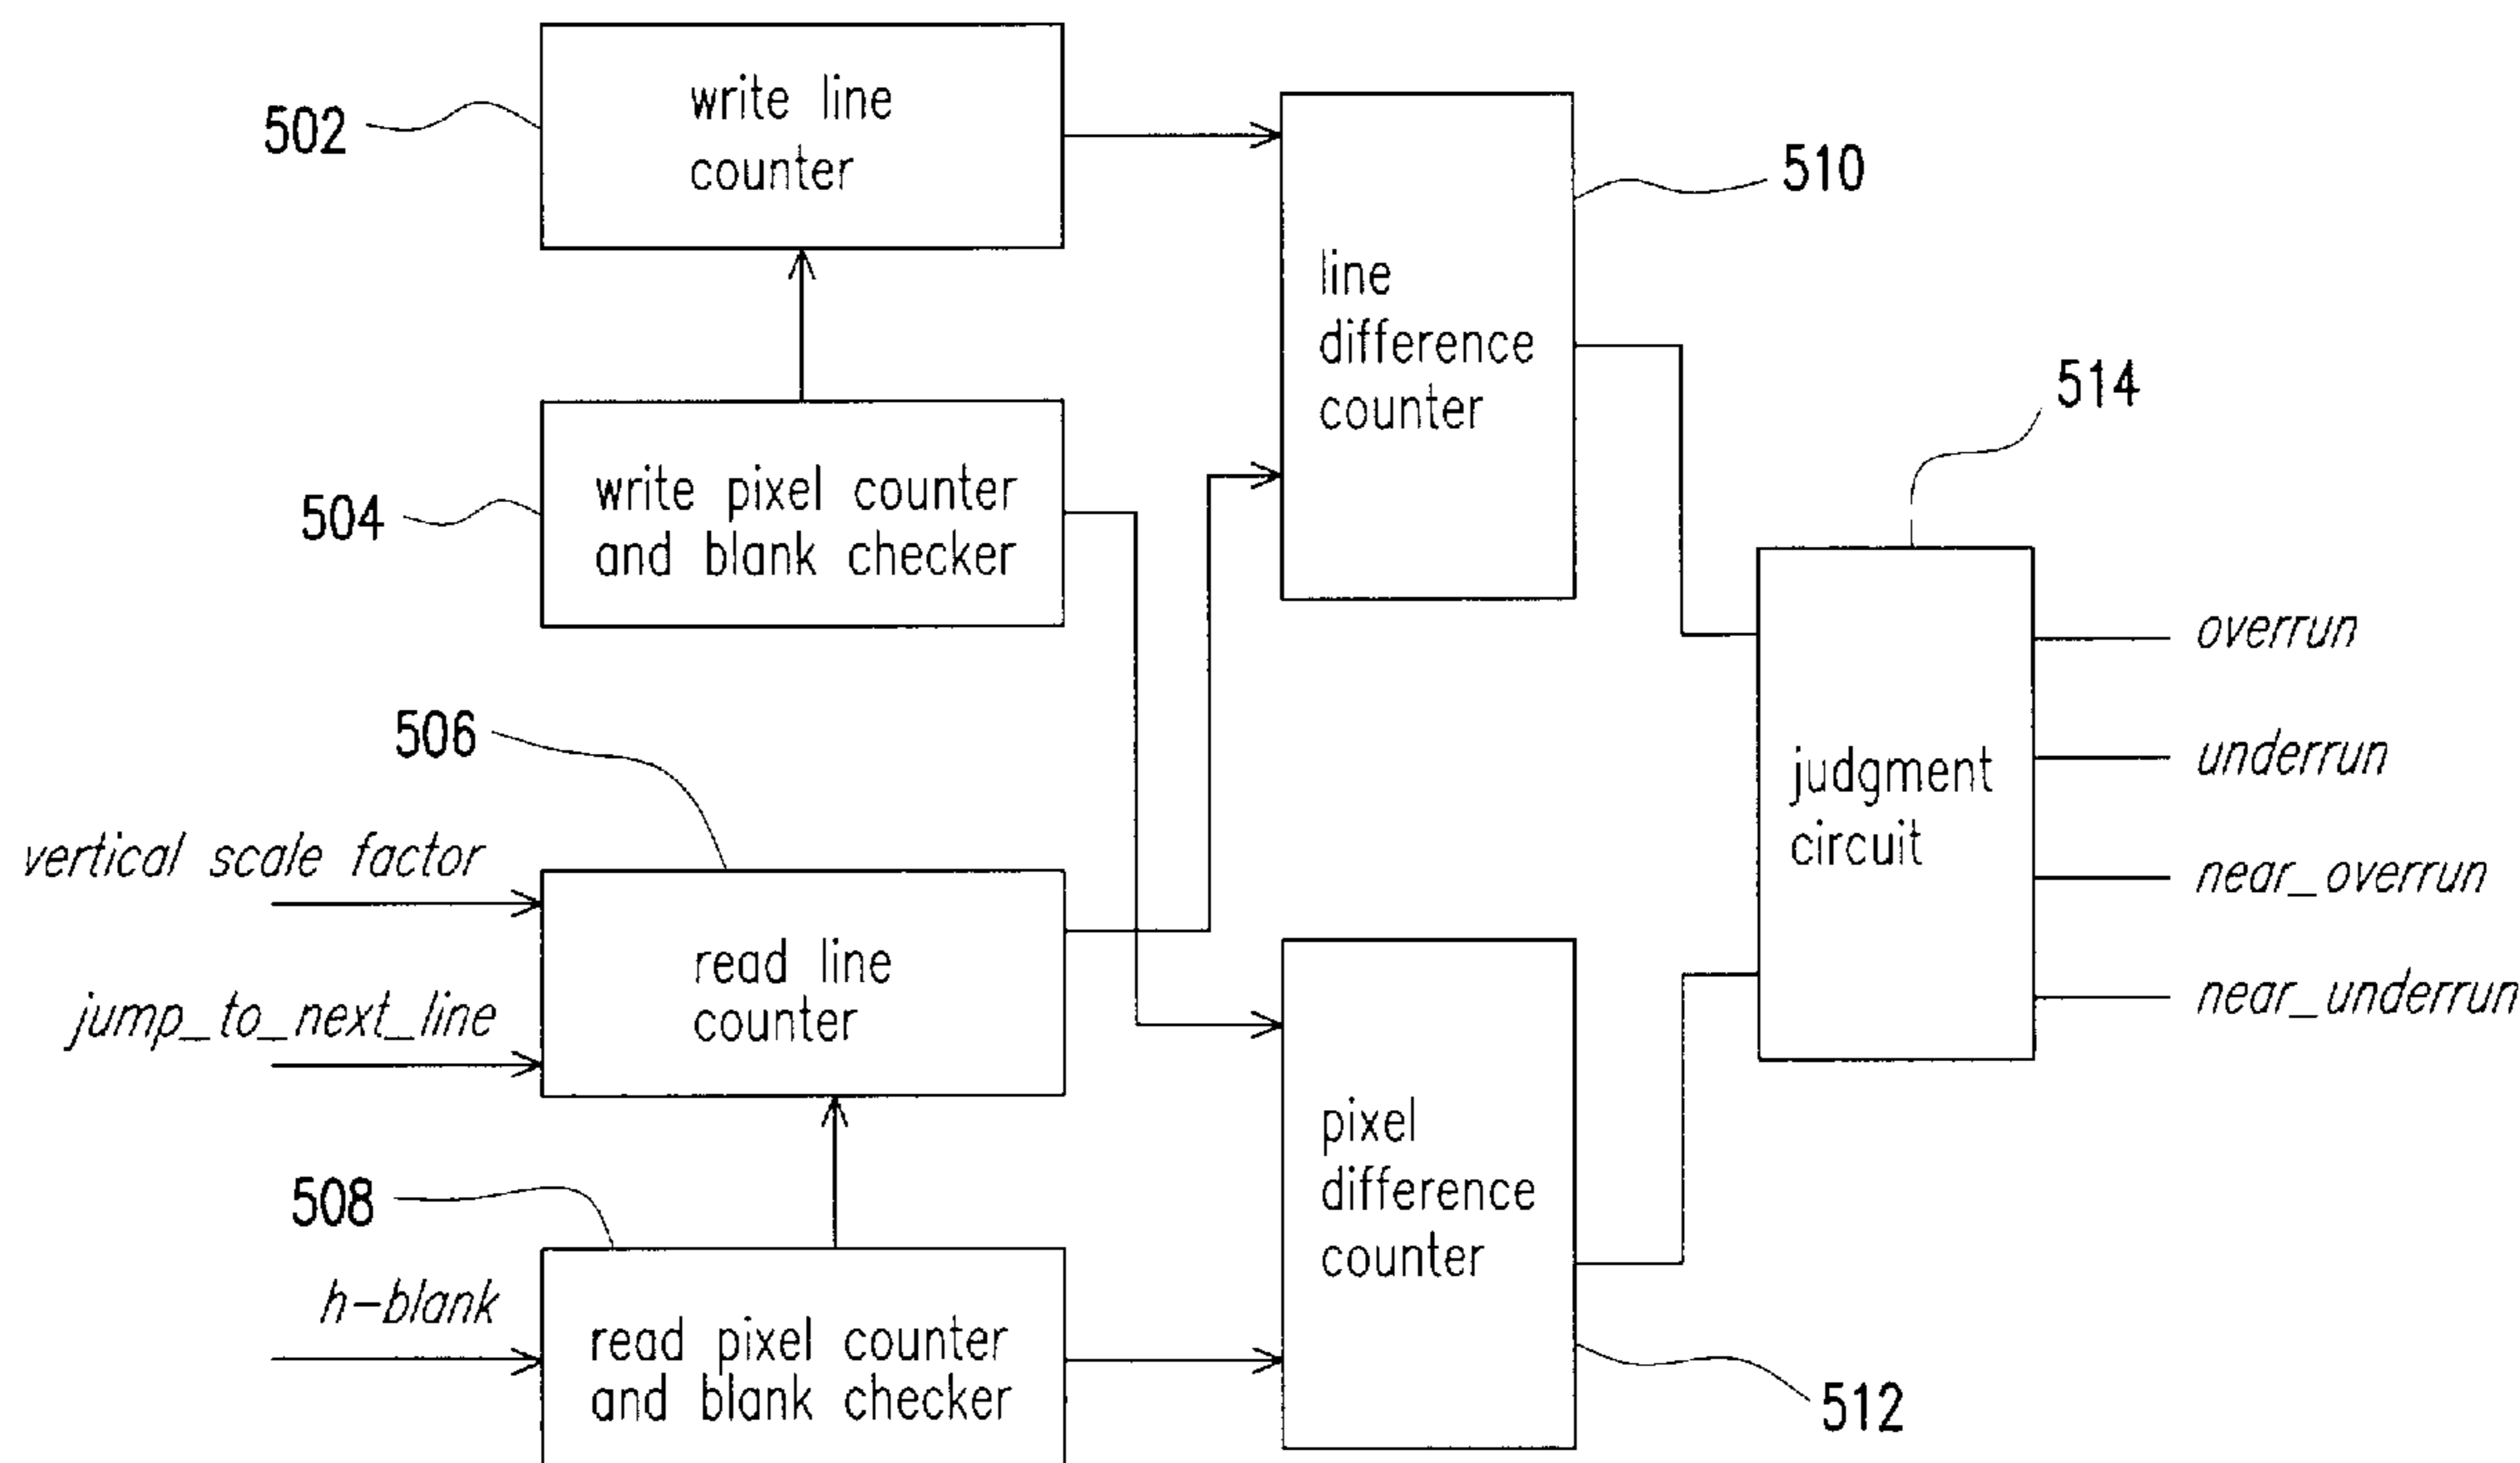 502
write line
counter
510
line
difference
counter
504
write pixel counter
and blank checker
514
506
vertical scale factor
jump_to_next_line
read line
counter
judgment
circuit
overrun
underrun
near_overrun
near_underrun
508
h-blank
read pixel counter
and blank checker
pixel
difference
counter
512